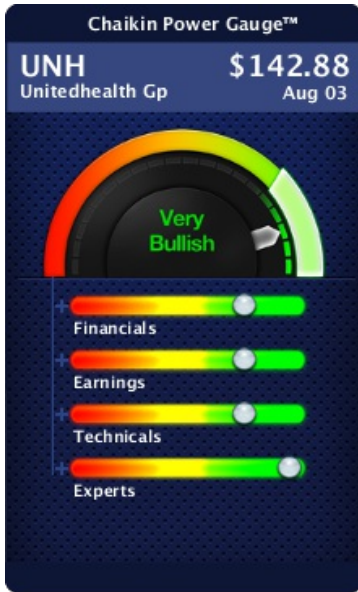 Chaikin Power Gauge™
UNH $142.88
Unitedhealth Gp Aug 03
Very
Bullish
+ Financials
+ Earnings
+ Technicals
+ Experts